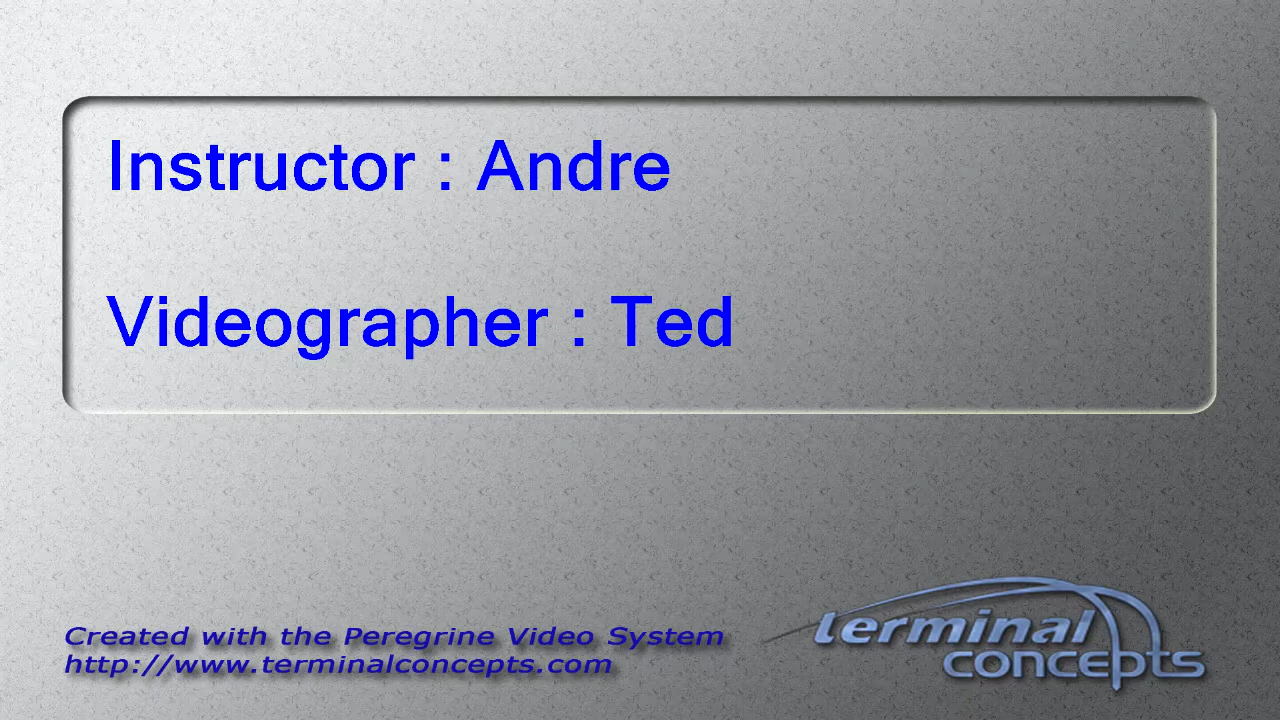 Instructor : Andre
Videographer : Ted
Created with the Peregrine Video System
http://www.terminalconcepts.com
terminal
concepts